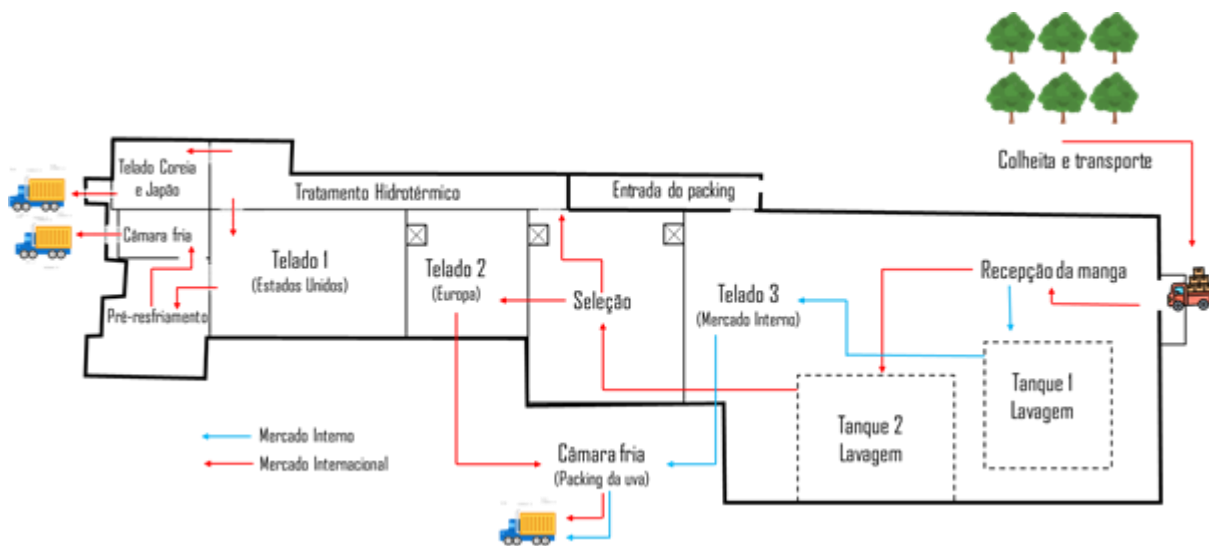 Colheita e transporte
Telado Coreia
e Japão
Tratamento Hidrotérmico
Entrada do packing
Câmara fria
Telado 1
(Estados Unidos)
Telado 2
(Europa)
Seleção
Telado 3
(Mercado Interno)
Recepção da manga
Pré-resfriamento
Tanque 1
Lavagem
Tanque 2
Lavagem
Mercado Interno
Mercado Internacional
Câmara fria
(Packing da uva)